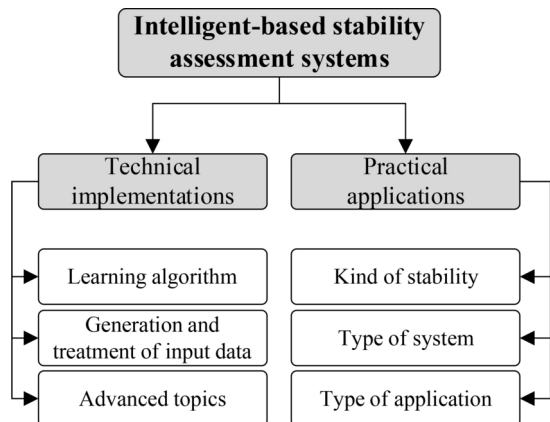 Intelligent-based stability
assessment systems
Technical
implementations
Practical
applications
Learning algorithm
Generation and
treatment of input data
Advanced topics
Kind of stability
Type of system
Type of application